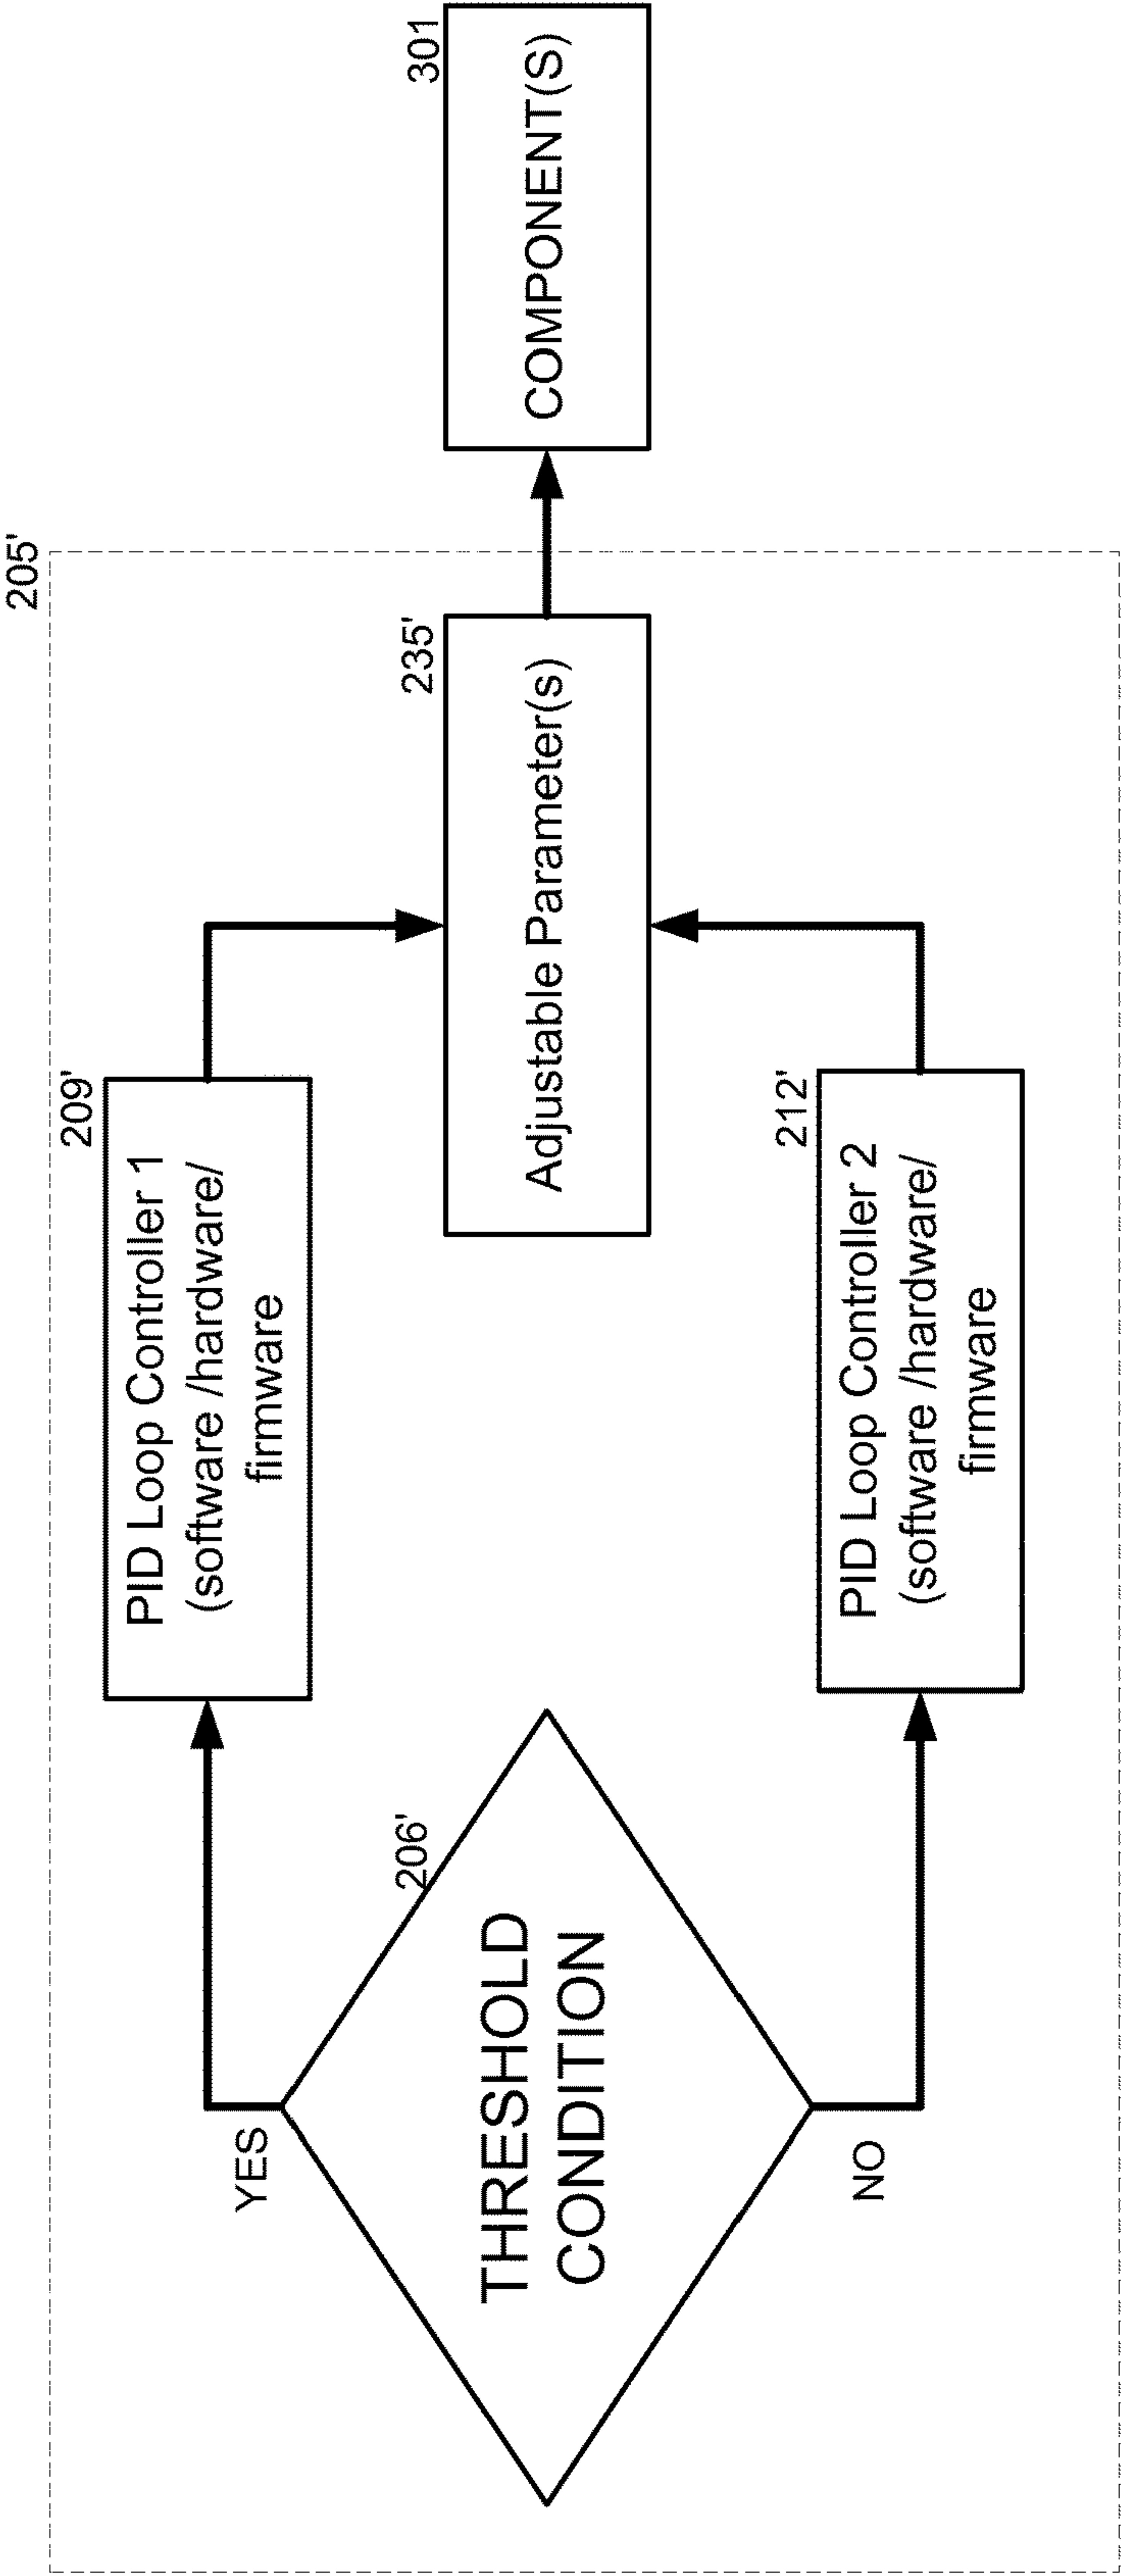 205'
209'
PID Loop Controller 1
(software /hardware/
firmware
YES
206'
THRESHOLD
CONDITION
235'
Adjustable Parameter(s)
301
COMPONENT(S)
NO
212'
PID Loop Controller 2
(software /hardware/
firmware